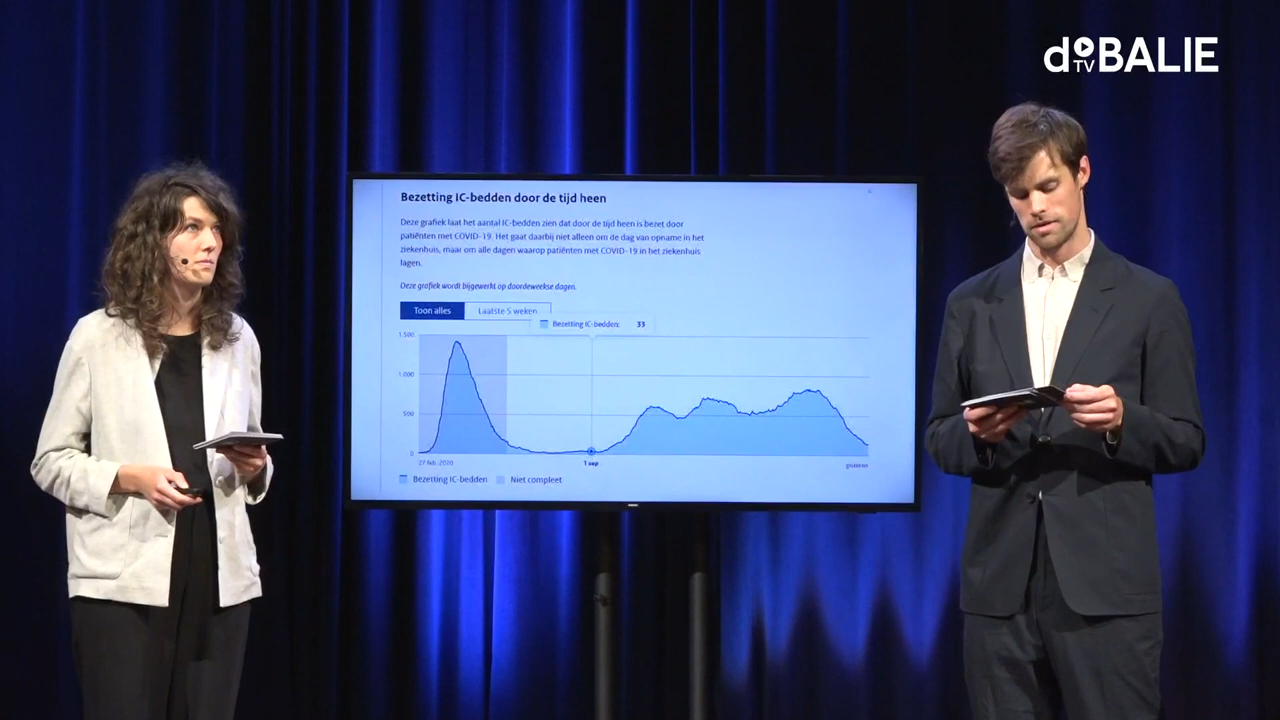 de BALIE
TV
Bezetting IC-bedden door de tijd heen
Deze grafiek laat het aantal IC-bedden zien dat door de tijd heen is bezet door
patiënten met COVID-19. Het gaat daarbij niet alleen om de dag van opname in het
ziekenhuis, maar om alle dagen waarop patiënten met COVID-19 in het ziekenhuis
lagen.
Deze grafiek wordt bijgewerkt op doordeweekse dagen.
Toon alles
Laatste 5 weken
Bezetting IC-bedden: 33
1.500
1.000
500
0
27 feb. 2020
1 sep
gisteren
Bezetting IC-bedden
Niet compleet